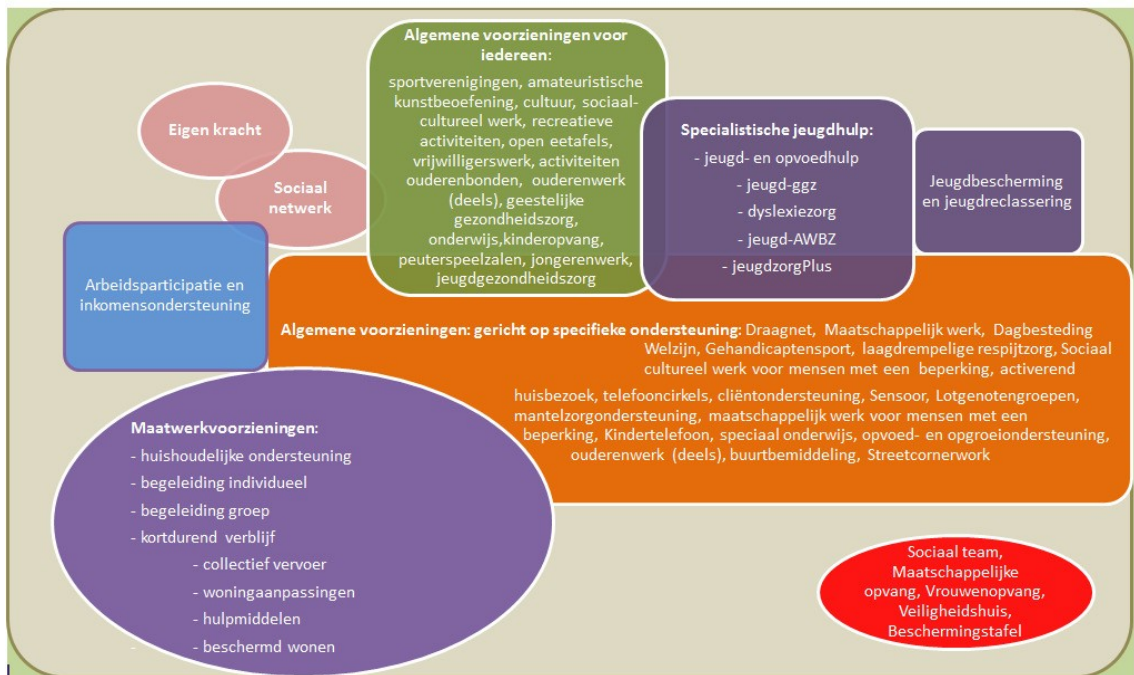 Algemene voorzieningen voor
iedereen:
sportverenigingen, amateuristische
kunstbeoefening, cultuur, sociaal-
cultureel werk, recreatieve
activiteiten, open eetafels,
vrijwilligerswerk, activiteiten
ouderenbonden, ouderenwerk
(deels), geestelijke
gezondheidszorg,
onderwijs,kinderopvang,
peuterspeelzalen, jongerenwerk,
jeugdgezondheidszorg
Eigen kracht
Sociaal
netwerk
Specialistische jeugdhulp:
- jeugd- en opvoedhulp
- jeugd-ggz
- dyslexiezorg
- jeugd-AWBZ
- jeugdzorgPlus
Jeugdbescherming
en jeugdreclassering
Arbeidsparticipatie en
inkomensondersteuning
Algemene voorzieningen: gericht op specifieke ondersteuning: Draagnet, Maatschappelijk werk, Dagbesteding
Welzijn, Gehandicaptensport, laagdrempelige respijtzorg, Sociaal
cultureel werk voor mensen met een beperking, activerend
huisbezoek, telefooncirkels, cliëntondersteuning, Sensoor, Lotgenotengroepen,
mantelzorgondersteuning, maatschappelijk werk voor mensen met een
beperking, Kindertelefoon, speciaal onderwijs, opvoed- en opgroeiondersteuning,
ouderenwerk (deels), buurtbemiddeling, Streetcornerwork
Maatwerkvoorzieningen:
- huishoudelijke ondersteuning
- begeleiding individueel
- begeleiding groep
- kortdurend verblijf
- collectief vervoer
- woningaanpassingen
- hulpmiddelen
- - beschermd wonen
Sociaal team,
Maatschappelijke
opvang, Vrouwenopvang,
Veiligheidshuis,
Beschermingstafel